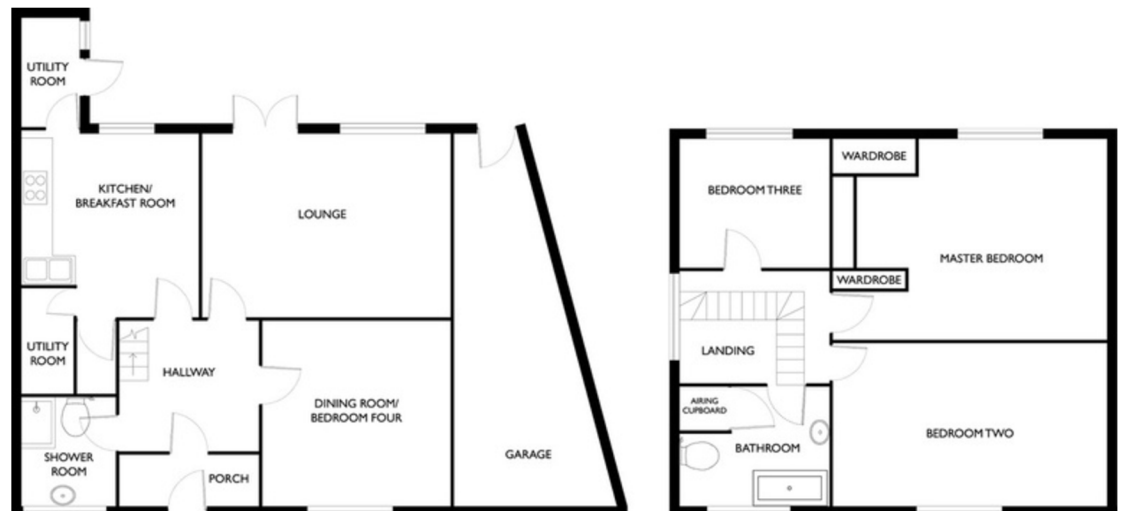 UTILITY
ROOM
KITCHEN/
BREAKFAST ROOM
LOUNGE
UTILITY
ROOM
HALLWAY
DINING ROOM/
BEDROOM FOUR
SHOWER
ROOM
PORCH
GARAGE
WARDROBE
BEDROOM THREE
MASTER BEDROOM
WARDROBE
LANDING
AIRING
CUPBOARD
BATHROOM
BEDROOM TWO